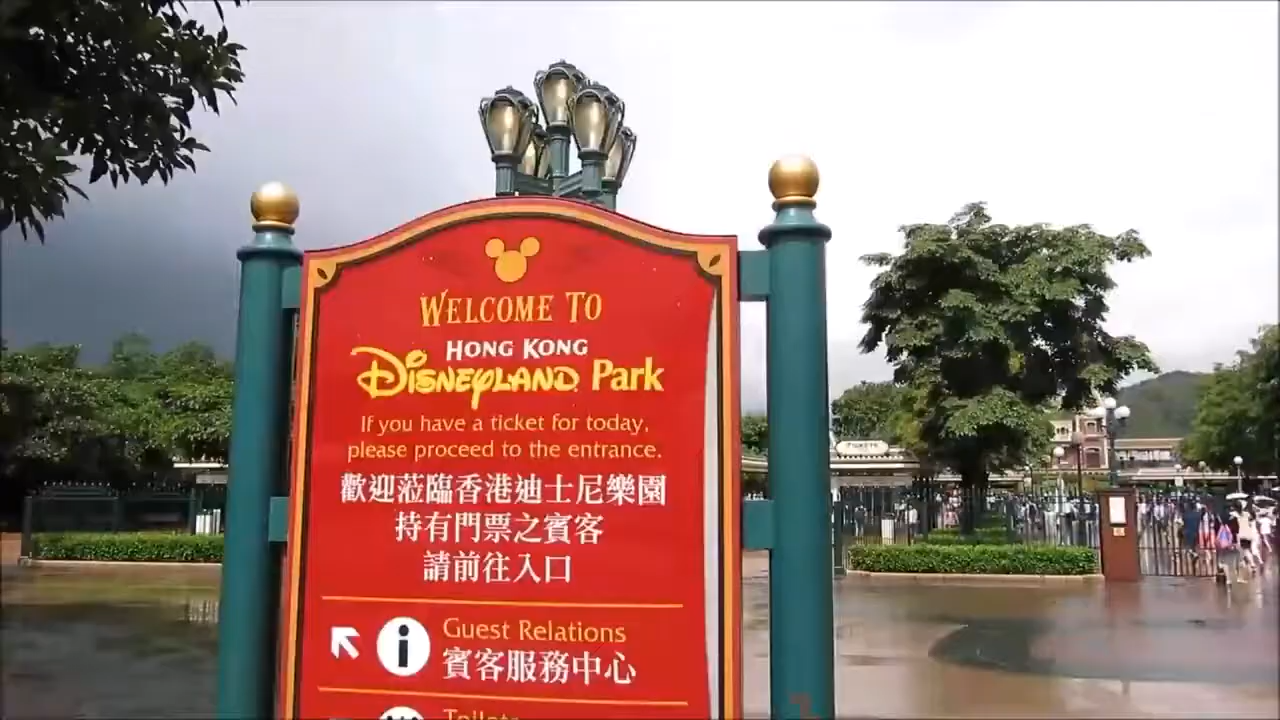 WELCOME TO
HONG KONG
DISNEYLAND Park
If you have a ticket for today,
please proceed to the entrance.
歡迎蒞臨香港迪士尼樂園
持有門票之賓客
請前往入口
Guest Relations
賓客服務中心
Toilets
TICKETS